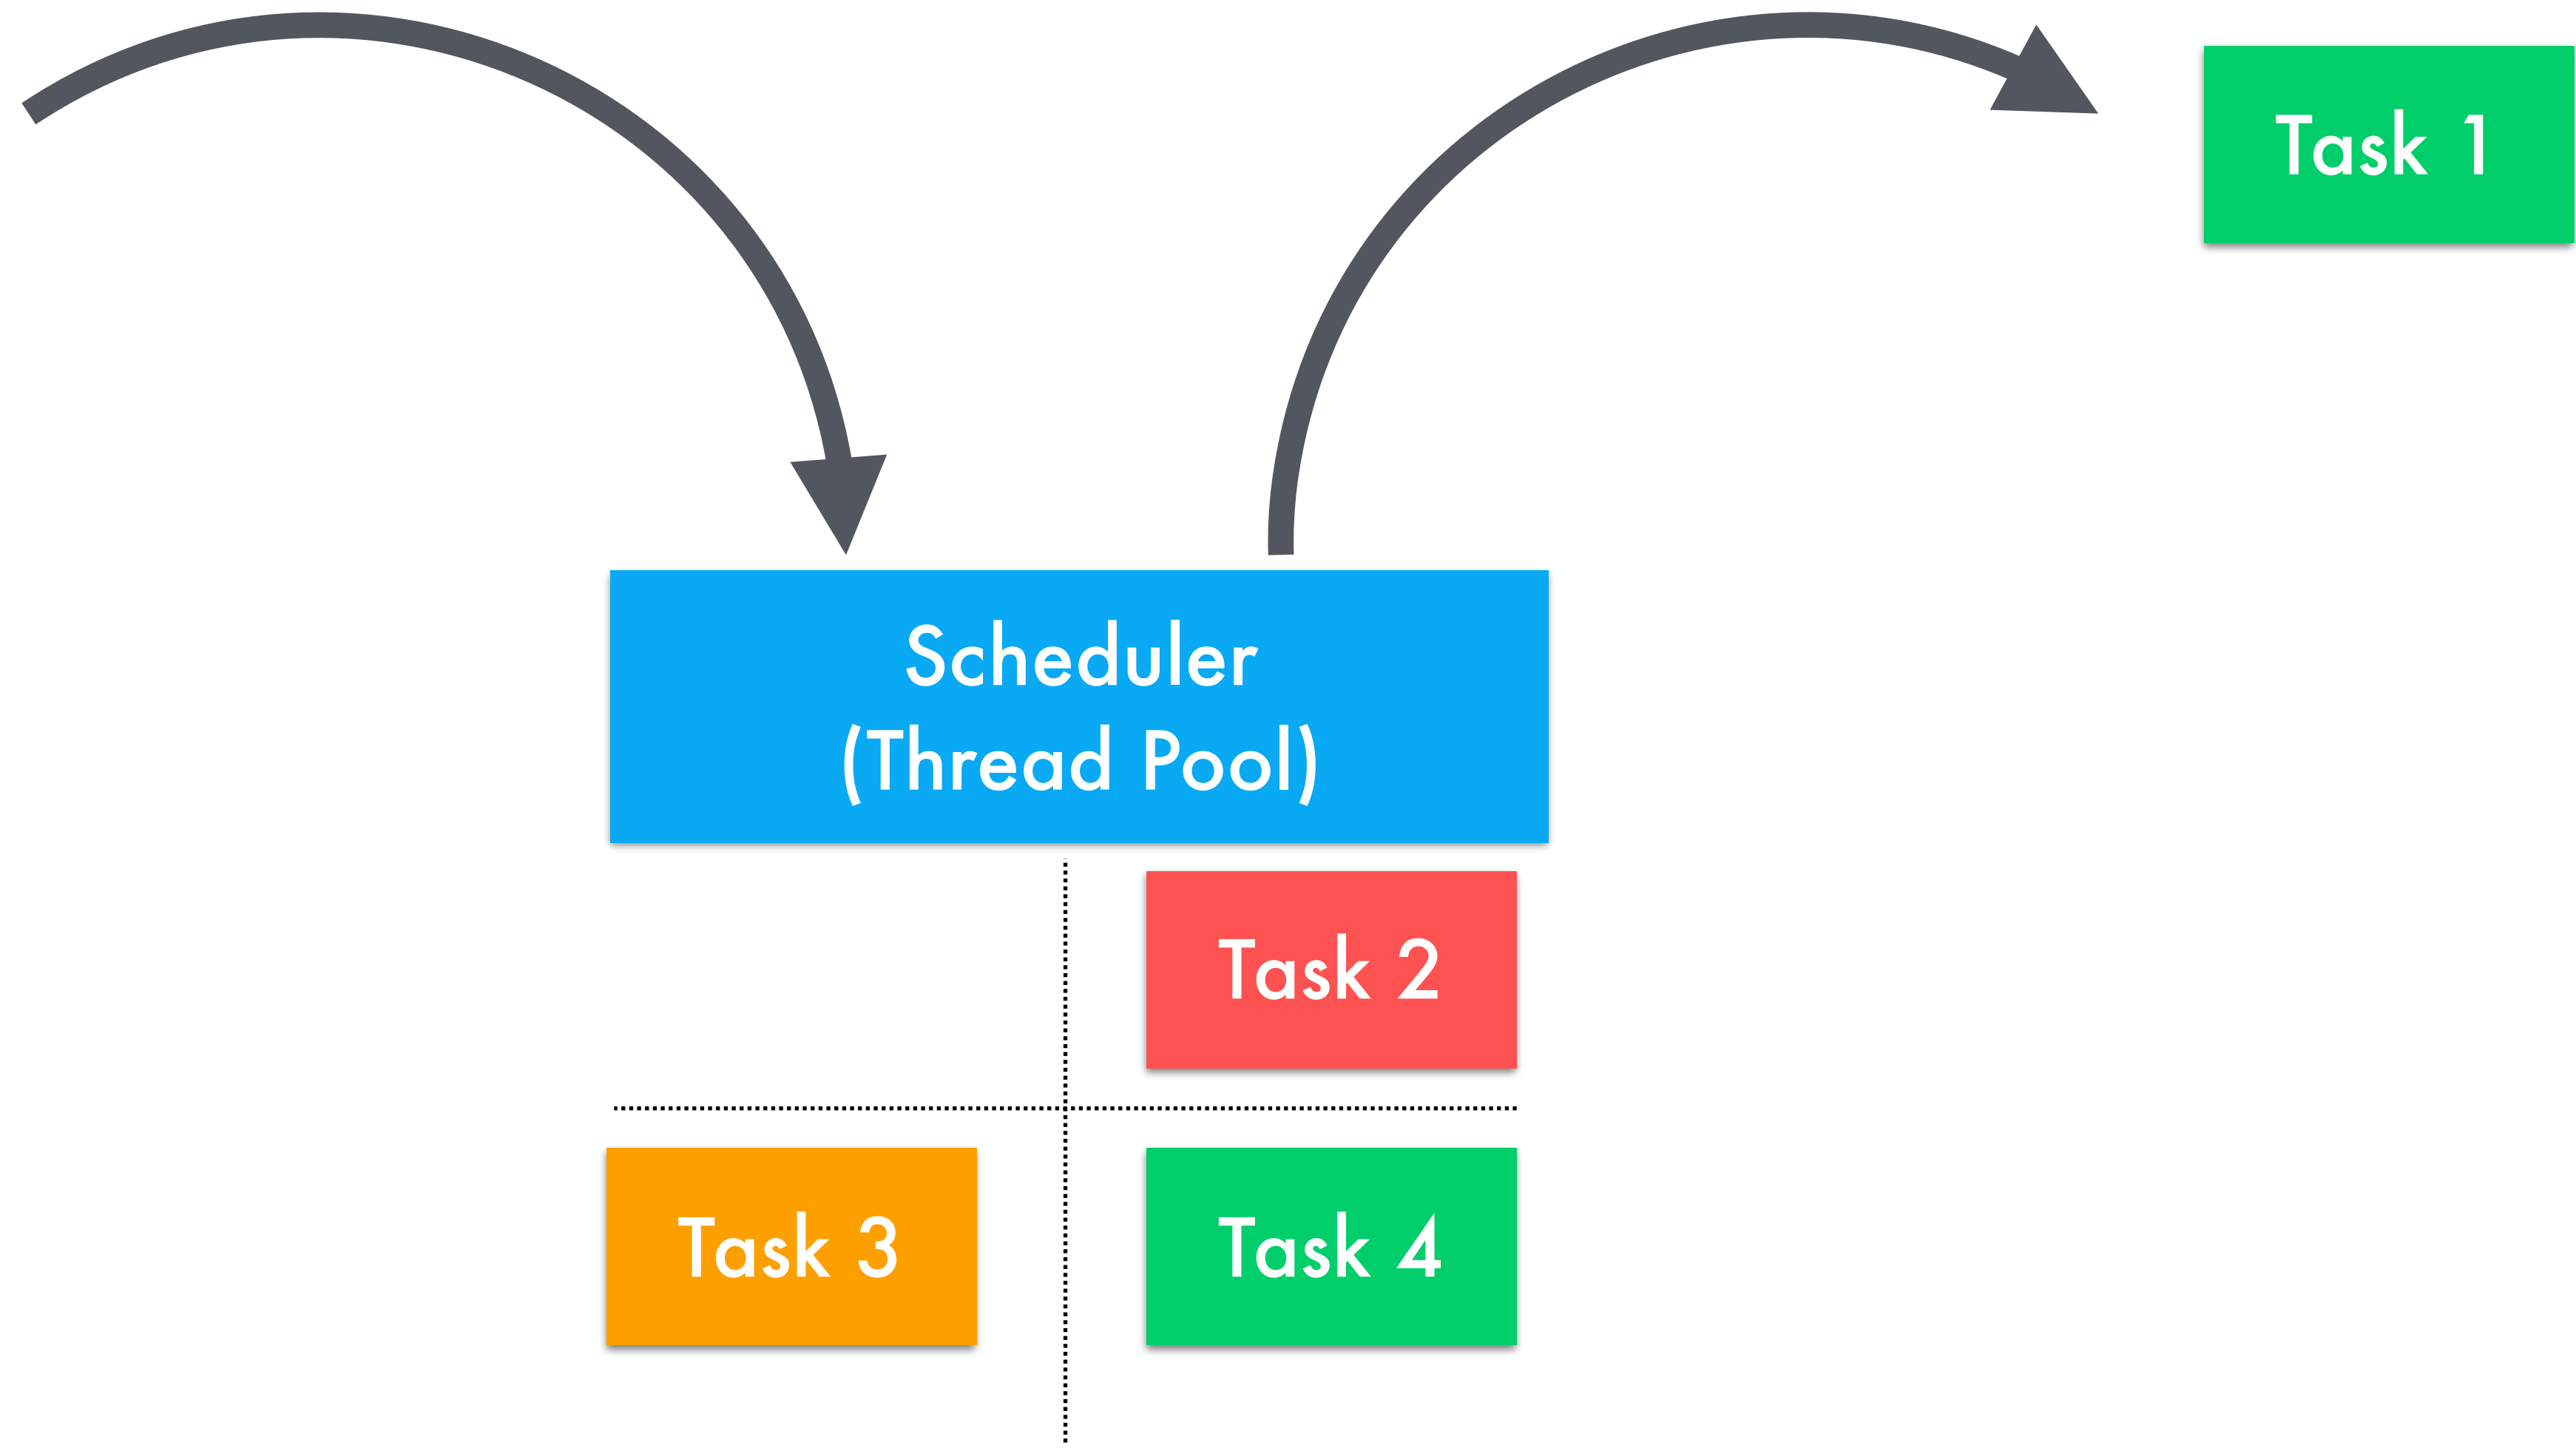 Task 1
Scheduler
(Thread Pool)
Task 2
Task 3
Task 4